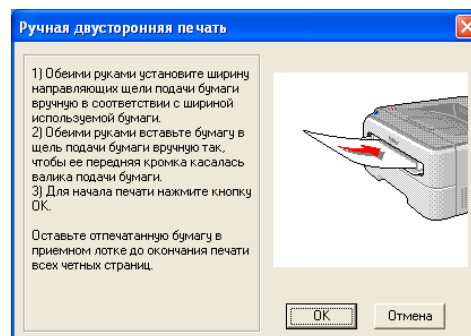 Ручная двусторонняя печать
1) Обеими руками установите ширину
направляющих щели подачи бумаги
вручную в соответствии с шириной
используемой бумаги.
2) Обеими руками вставьте бумагу в
щель подачи бумаги вручную так,
чтобы ее передняя кромка касалась
валика подачи бумаги.
3) Для начала печати нажмите кнопку
OK.
Оставьте отпечатанную бумагу в
приемном лотке до окончания печати
всех четных страниц.
OK
Отмена